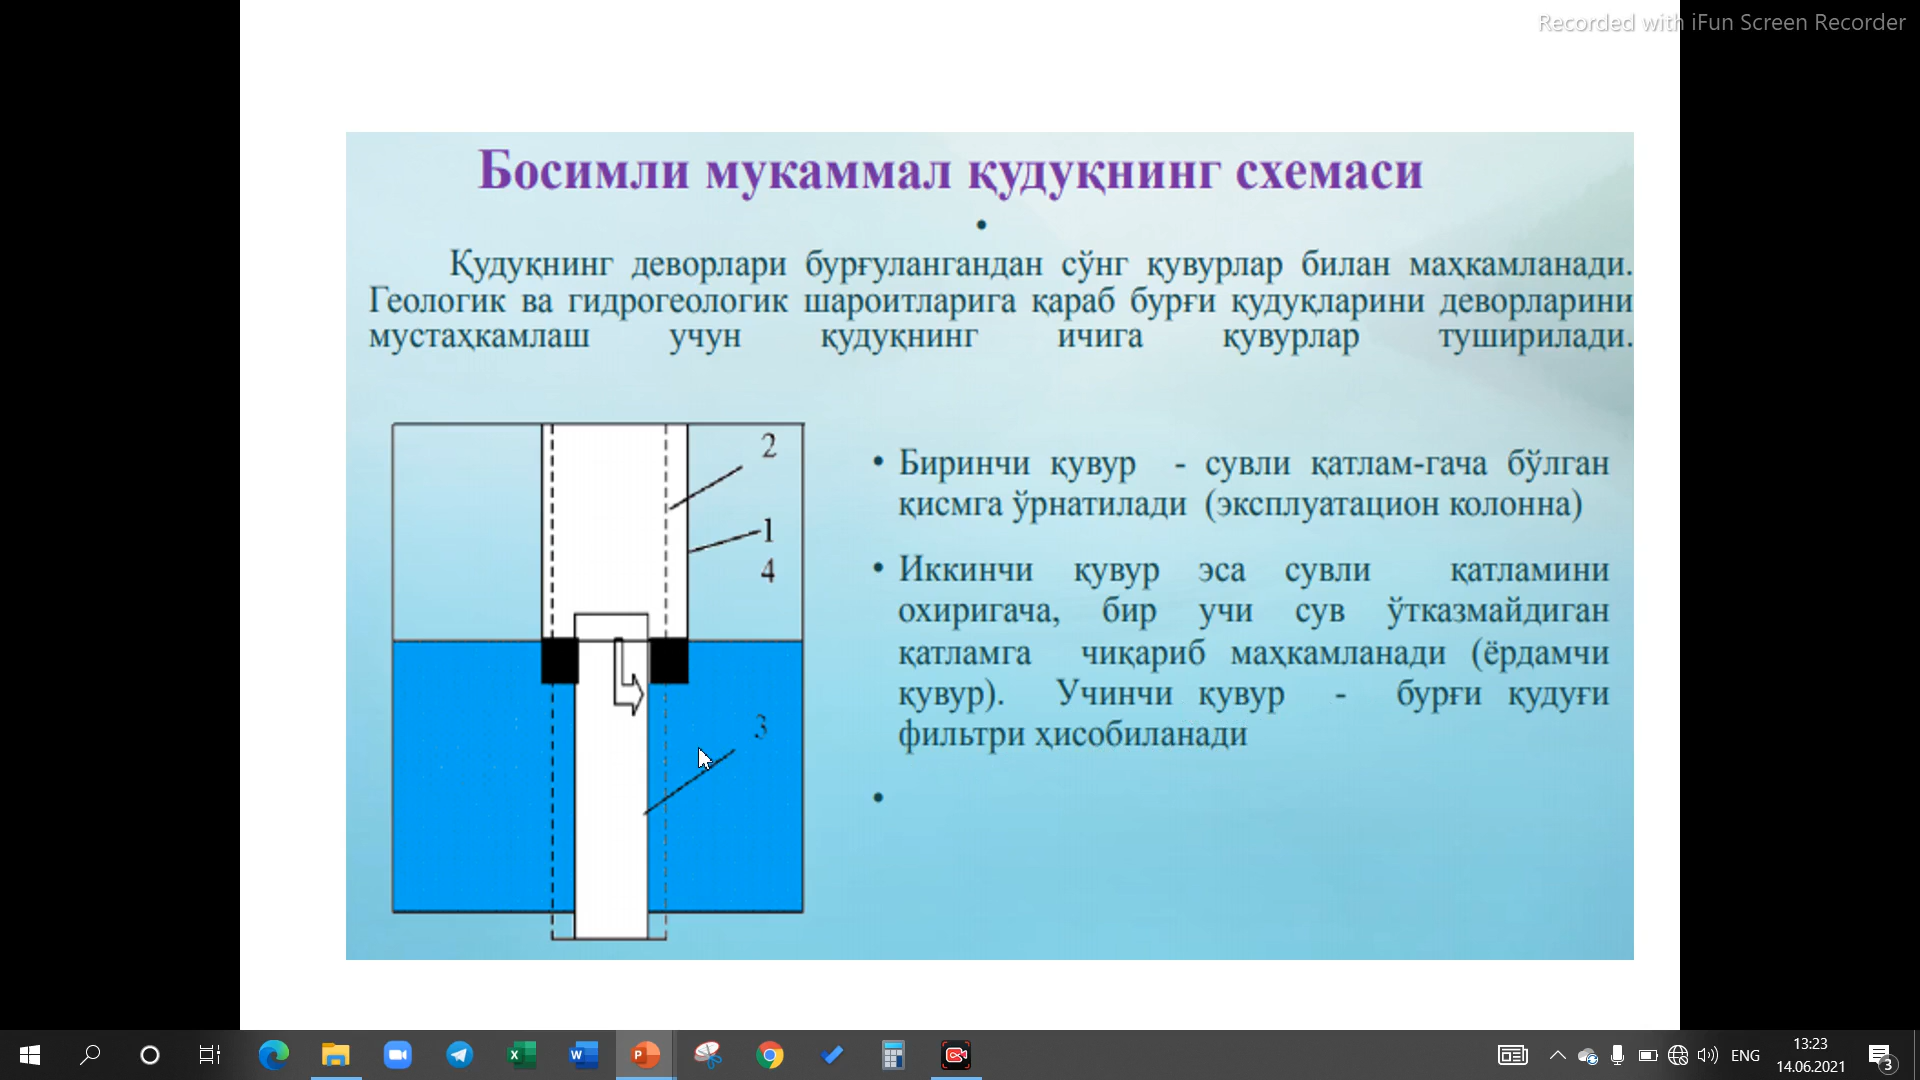 Recorded with iFun Screen Recorder
Босимли мукаммал қудуқнинг схемаси
•
Қудуқнинг деворлари бурғулангандан сўнг қувурлар билан маҳкамланади.
Геологик ва гидрогеологик шароитларига қараб бурғи қудуқларини деворларини
мустаҳкамлаш учун қудуқнинг ичига қувурлар туширилади.
2
1
4
3
• Биринчи қувур - сувли қатлам-гача бўлган
қисмга ўрнатилади (эксплуатацион колонна)
• Иккинчи қувур эса сувли қатламини
охиригача, бир учи сув ўтказмайдиган
қатламга чиқариб маҳкамланади (ёрдамчи
қувур). Учинчи қувур - бурғи қудуғи
фильтри ҳисобиланади
•
ENG
13:23
14.06.2021
3